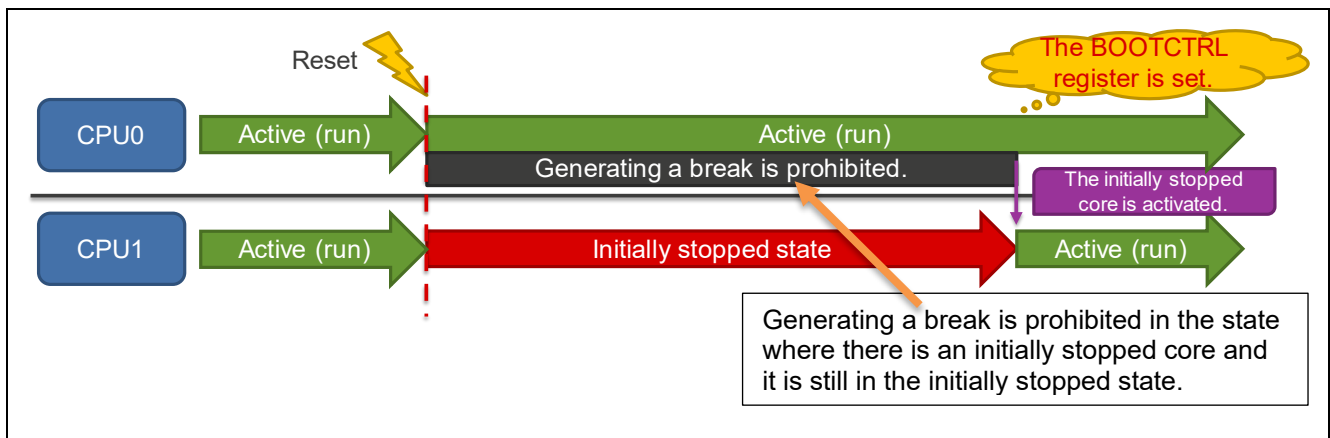 Reset
The BOOTCTRL
register is set.
CPU0
Active (run)
Active (run)
Generating a break is prohibited.
The initially stopped
core is activated.
CPU1
Active (run)
Initially stopped state
Active (run)
Generating a break is prohibited in the state
where there is an initially stopped core and
it is still in the initially stopped state.